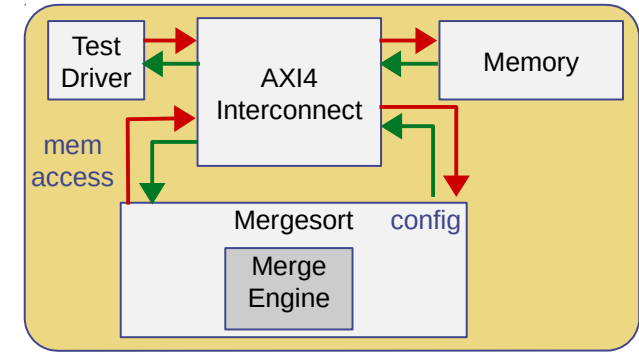 Test
Driver
AXI4
Interconnect
Memory
mem
access
Mergesort
config
Merge
Engine